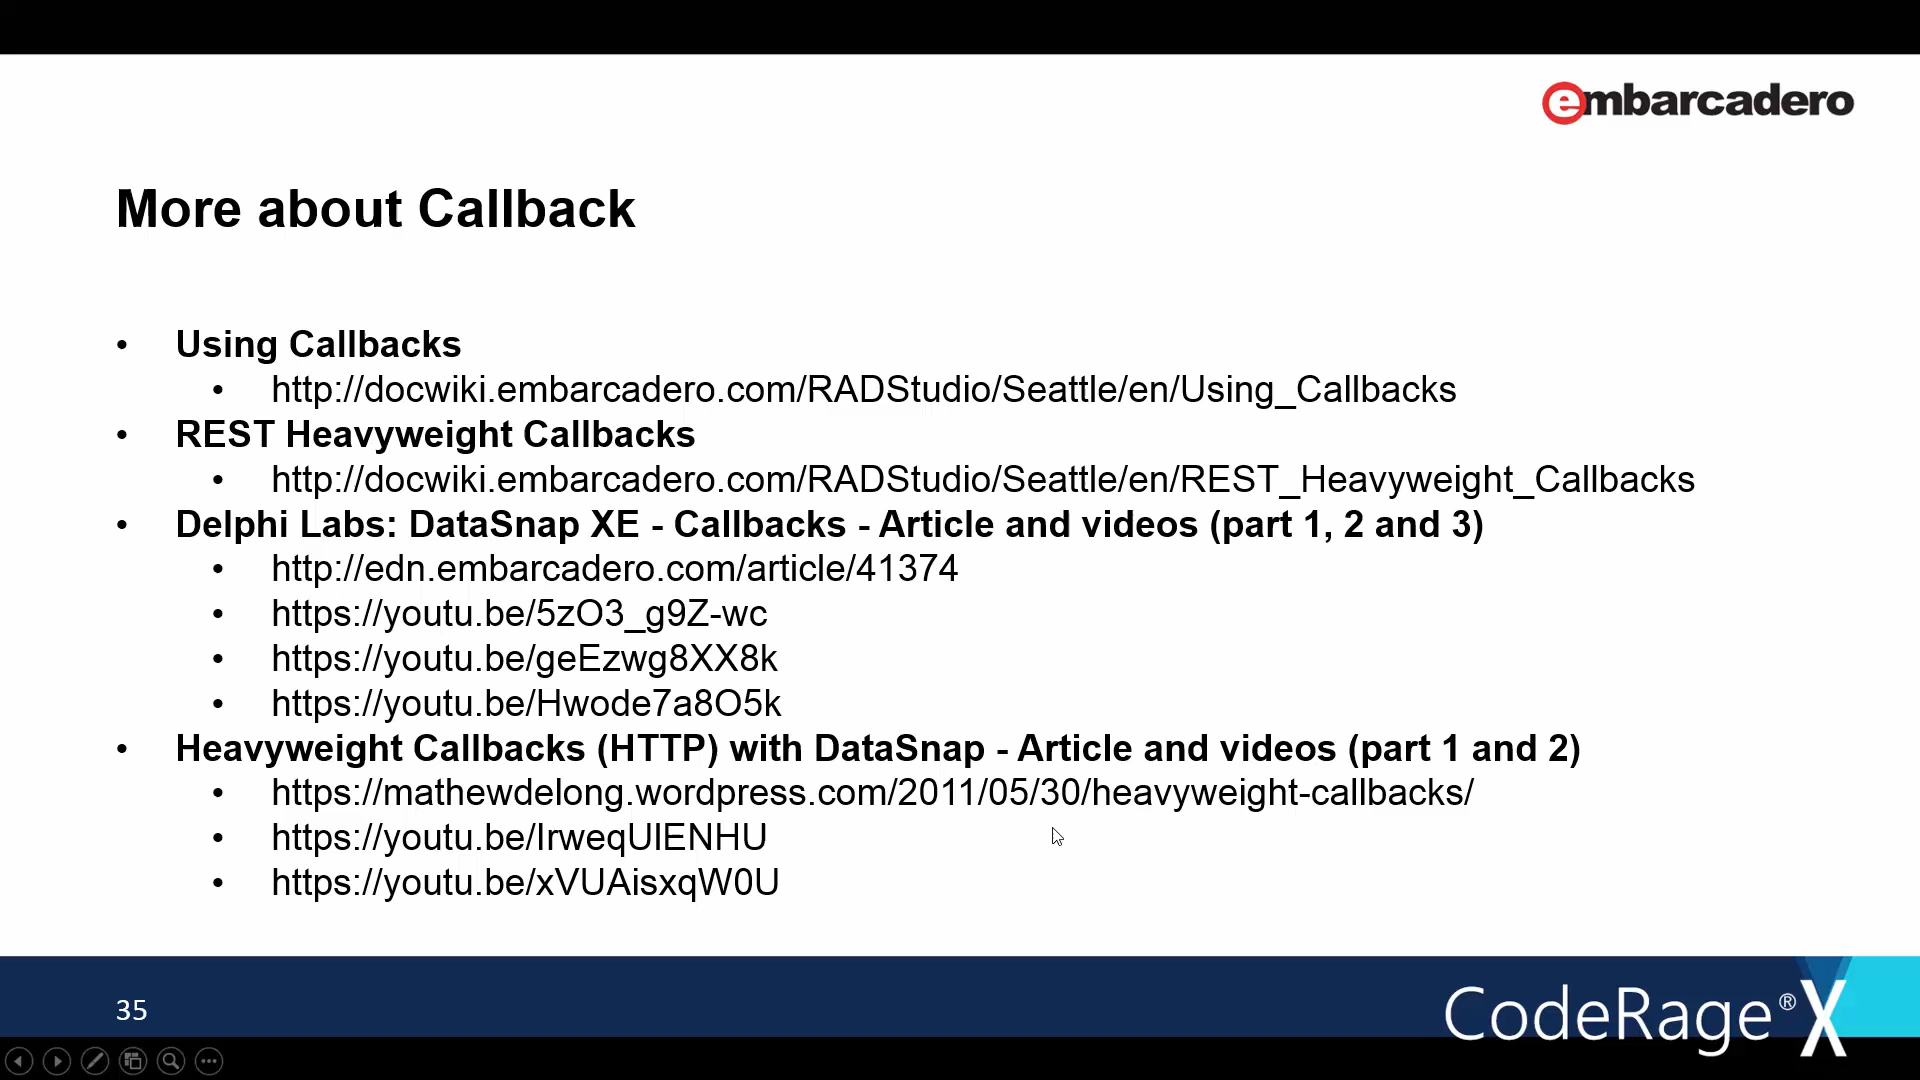 embarcadero
More about Callback
• Using Callbacks
• http://docwiki.embarcadero.com/RADStudio/Seattle/en/Using_Callbacks
• REST Heavyweight Callbacks
• http://docwiki.embarcadero.com/RADStudio/Seattle/en/REST_Heavyweight_Callbacks
• Delphi Labs: DataSnap XE - Callbacks - Article and videos (part 1, 2 and 3)
• http://edn.embarcadero.com/article/41374
• https://youtu.be/5zO3_g9Z-wc
• https://youtu.be/geEzwg8XX8k
• https://youtu.be/Hwode7a8O5k
• Heavyweight Callbacks (HTTP) with DataSnap - Article and videos (part 1 and 2)
• https://mathewdelong.wordpress.com/2011/05/30/heavyweight-callbacks/
• https://youtu.be/IrweqUIENHU
• https://youtu.be/xVUAisxqW0U
35
CodeRage® X